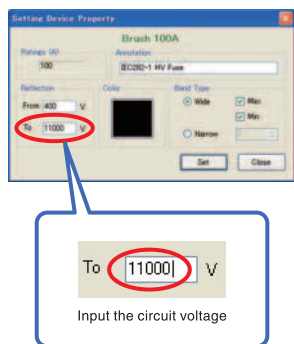 Setting Device Property
Brush 100A
Ratings (A)
100
Annotation
IEC282-1 HV Fuse
Reflection
From 400 V
To 11000 V
Color
Band Type
Wide
Narrow
Max
Min
Set
Close
To 11000 V
Input the circuit voltage